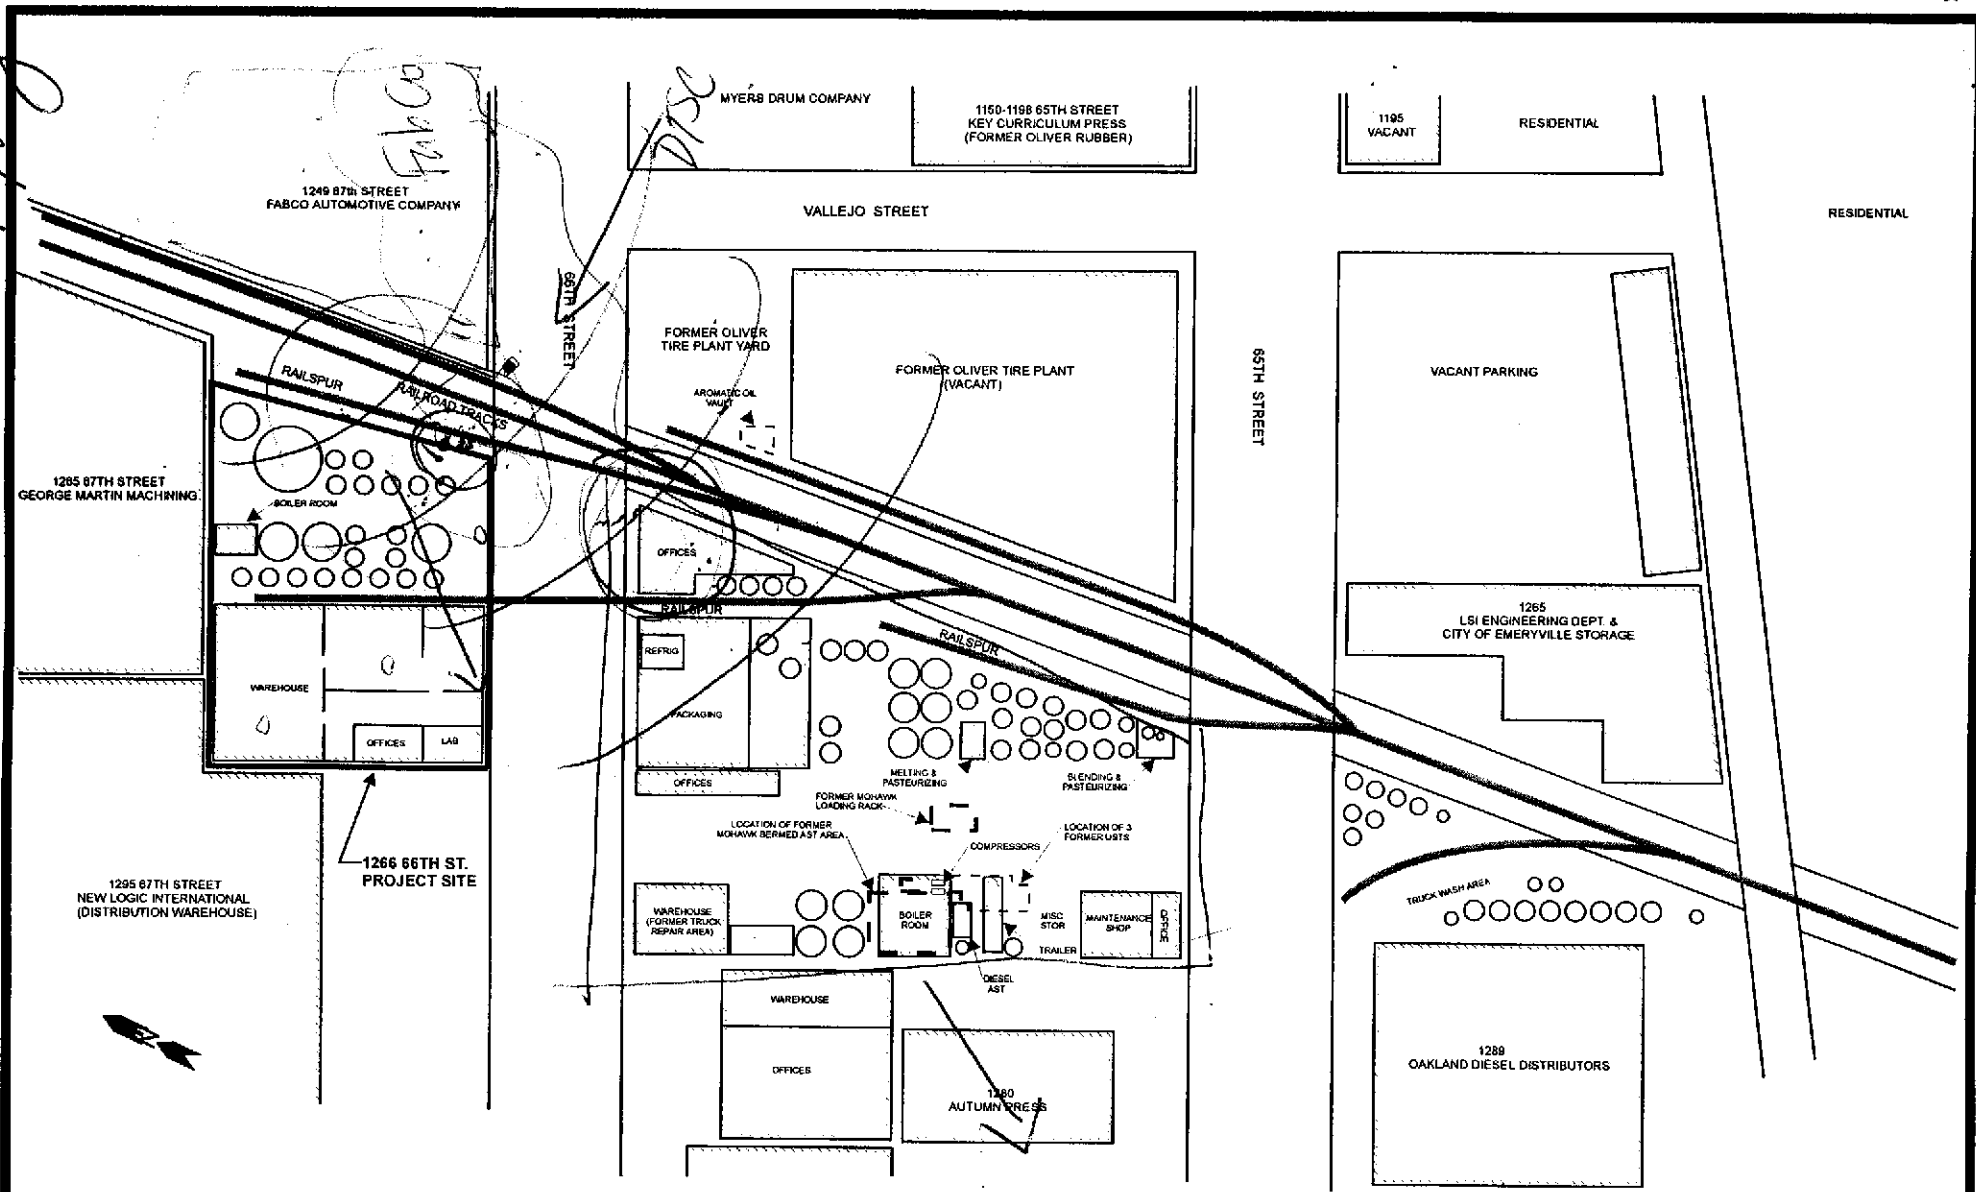 MYERS DRUM COMPANY
1150-1198 65TH STREET
KEY CURRICULUM PRESS
(FORMER OLIVER RUBBER)
1195
VACANT
RESIDENTIAL
Fabco
DTSC
1249 67th STREET
FABCO AUTOMOTIVE COMPANY
VALLEJO STREET
RESIDENTIAL
66TH STREET
FORMER OLIVER
TIRE PLANT YARD
FORMER OLIVER TIRE PLANT
(VACANT)
65TH STREET
VACANT PARKING
AROMATIC OIL
VAULT
RAILSPUR
RAILROAD TRACKS
1285 67TH STREET
GEORGE MARTIN MACHINING
BOILER ROOM
OFFICES
RAILSPUR
RAILSPUR
1265
LSI ENGINEERING DEPT. &
CITY OF EMERYVILLE STORAGE
REFRIG
WAREHOUSE
PACKAGING
OFFICES
LAB
OFFICES
MELTING &
PASTEURIZING
BLENDING &
PASTEURIZING
FORMER MOHAWK
LOADING RACK
LOCATION OF FORMER
MOHAWK BERMED AST AREA
LOCATION OF 3
FORMER USTS
COMPRESSORS
1266 66TH ST.
PROJECT SITE
1295 67TH STREET
NEW LOGIC INTERNATIONAL
(DISTRIBUTION WAREHOUSE)
TRUCK WASH AREA
WAREHOUSE
(FORMER TRUCK
REPAIR AREA)
BOILER
ROOM
MISC
STOR
TRAILER
MAINTENANCE
SHOP
OFFICE
DIESEL
AST
WAREHOUSE
OFFICES
1280
AUTUMN PRESS
1289
OAKLAND DIESEL DISTRIBUTORS